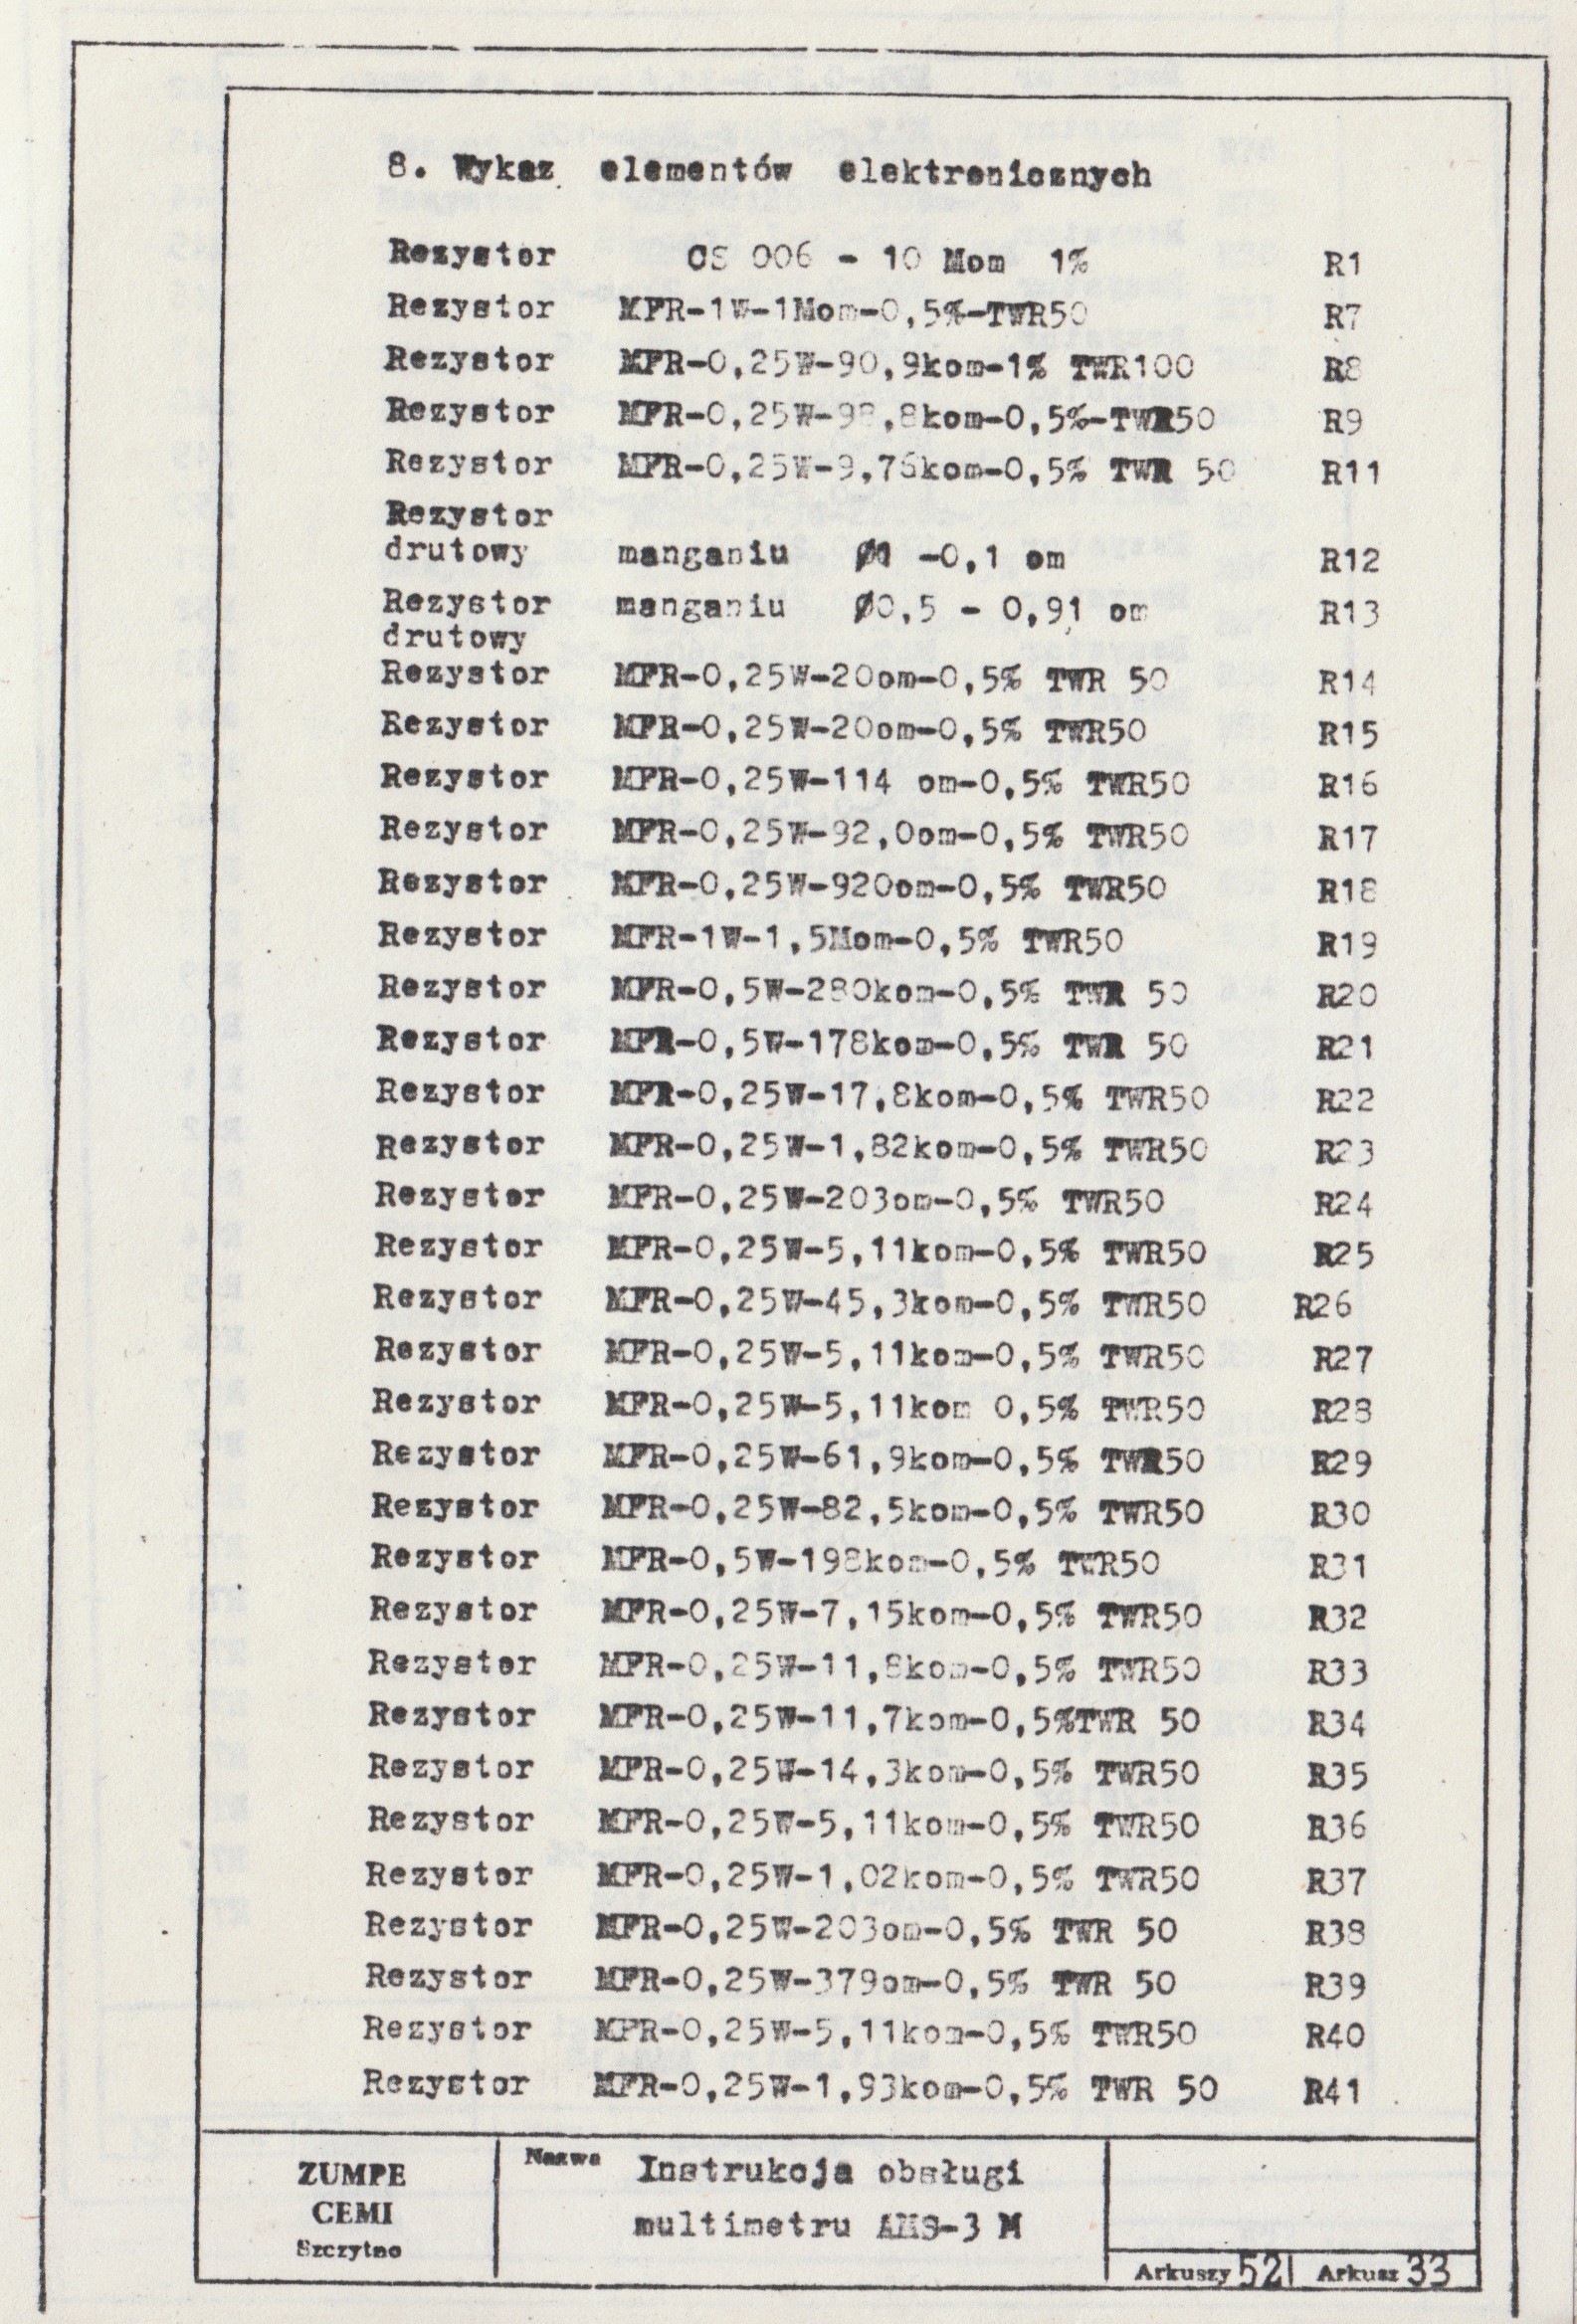 8. Wykaz elementów elektronicznych
Rezystor OS 006 - 10 Mom 1% R1
Rezystor MFR-1W-1Mom-0,5%-TWR50 R7
Rezystor MFR-0,25W-90,9kom-1% TWR100 R8
Rezystor MFR-0,25W-98,8kom-0,5%-TWR50 R9
Rezystor MFR-0,25W-9,76kom-0,5% TWR 50 R11
Rezystor
drutowy manganiu Ø1 -0,1 om R12
Rezystor manganiu Ø0,5 - 0,91 om R13
drutowy
Rezystor MFR-0,25W-20om-0,5% TWR 50 R14
Rezystor MFR-0,25W-20om-0,5% TWR50 R15
Rezystor MFR-0,25W-114 om-0,5% TWR50 R16
Rezystor MFR-0,25W-92,0om-0,5% TWR50 R17
Rezystor MFR-0,25W-920om-0,5% TWR50 R18
Rezystor MFR-1W-1,5Mom-0,5% TWR50 R19
Rezystor MFR-0,5W-280kom-0,5% TWR 50 R20
Rezystor MFR-0,5W-178kom-0,5% TWR 50 R21
Rezystor MFR-0,25W-17,8kom-0,5% TWR50 R22
Rezystor MFR-0,25W-1,82kom-0,5% TWR50 R23
Rezystor MFR-0,25W-203om-0,5% TWR50 R24
Rezystor MFR-0,25W-5,11kom-0,5% TWR50 R25
Rezystor MFR-0,25W-45,3kom-0,5% TWR50 R26
Rezystor MFR-0,25W-5,11kom-0,5% TWR50 R27
Rezystor MFR-0,25W-5,11kom 0,5% TWR50 R28
Rezystor MFR-0,25W-61,9kom-0,5% TWR50 R29
Rezystor MFR-0,25W-82,5kom-0,5% TWR50 R30
Rezystor MFR-0,5W-198kom-0,5% TWR50 R31
Rezystor MFR-0,25W-7,15kom-0,5% TWR50 R32
Rezystor MFR-0,25W-11,8kom-0,5% TWR50 R33
Rezystor MFR-0,25W-11,7kom-0,5%TWR 50 R34
Rezystor MFR-0,25W-14,3kom-0,5% TWR50 R35
Rezystor MFR-0,25W-5,11kom-0,5% TWR50 R36
Rezystor MFR-0,25W-1,02kom-0,5% TWR50 R37
Rezystor MFR-0,25W-203om-0,5% TWR 50 R38
Rezystor MFR-0,25W-379om-0,5% TWR 50 R39
Rezystor MFR-0,25W-5,11kom-0,5% TWR50 R40
Rezystor MFR-0,25W-1,93kom-0,5% TWR 50 R41
ZUMPE
CEMI
Szczytno
Nazwa Instrukcja obsługi
multimetru AMS-3 M
Arkuszy 52 Arkusz 33